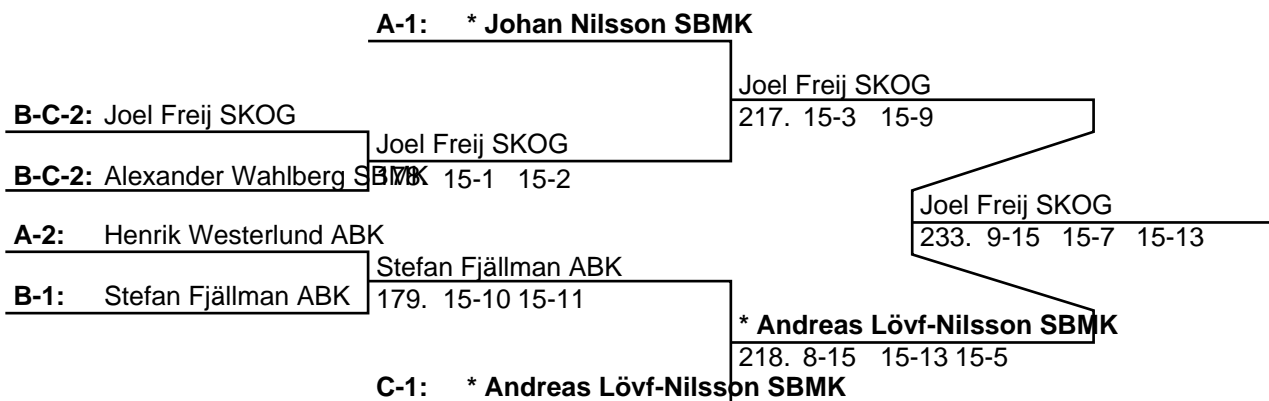 A-1: * Johan Nilsson SBMK
Joel Freij SKOG
B-C-2: Joel Freij SKOG
217. 15-3 15-9
Joel Freij SKOG
B-C-2: Alexander Wahlberg SBMK
178. 15-1 15-2
Joel Freij SKOG
A-2: Henrik Westerlund ABK
233. 9-15 15-7 15-13
Stefan Fjällman ABK
B-1: Stefan Fjällman ABK
179. 15-10 15-11
* Andreas Lövf-Nilsson SBMK
218. 8-15 15-13 15-5
C-1: * Andreas Lövf-Nilsson SBMK